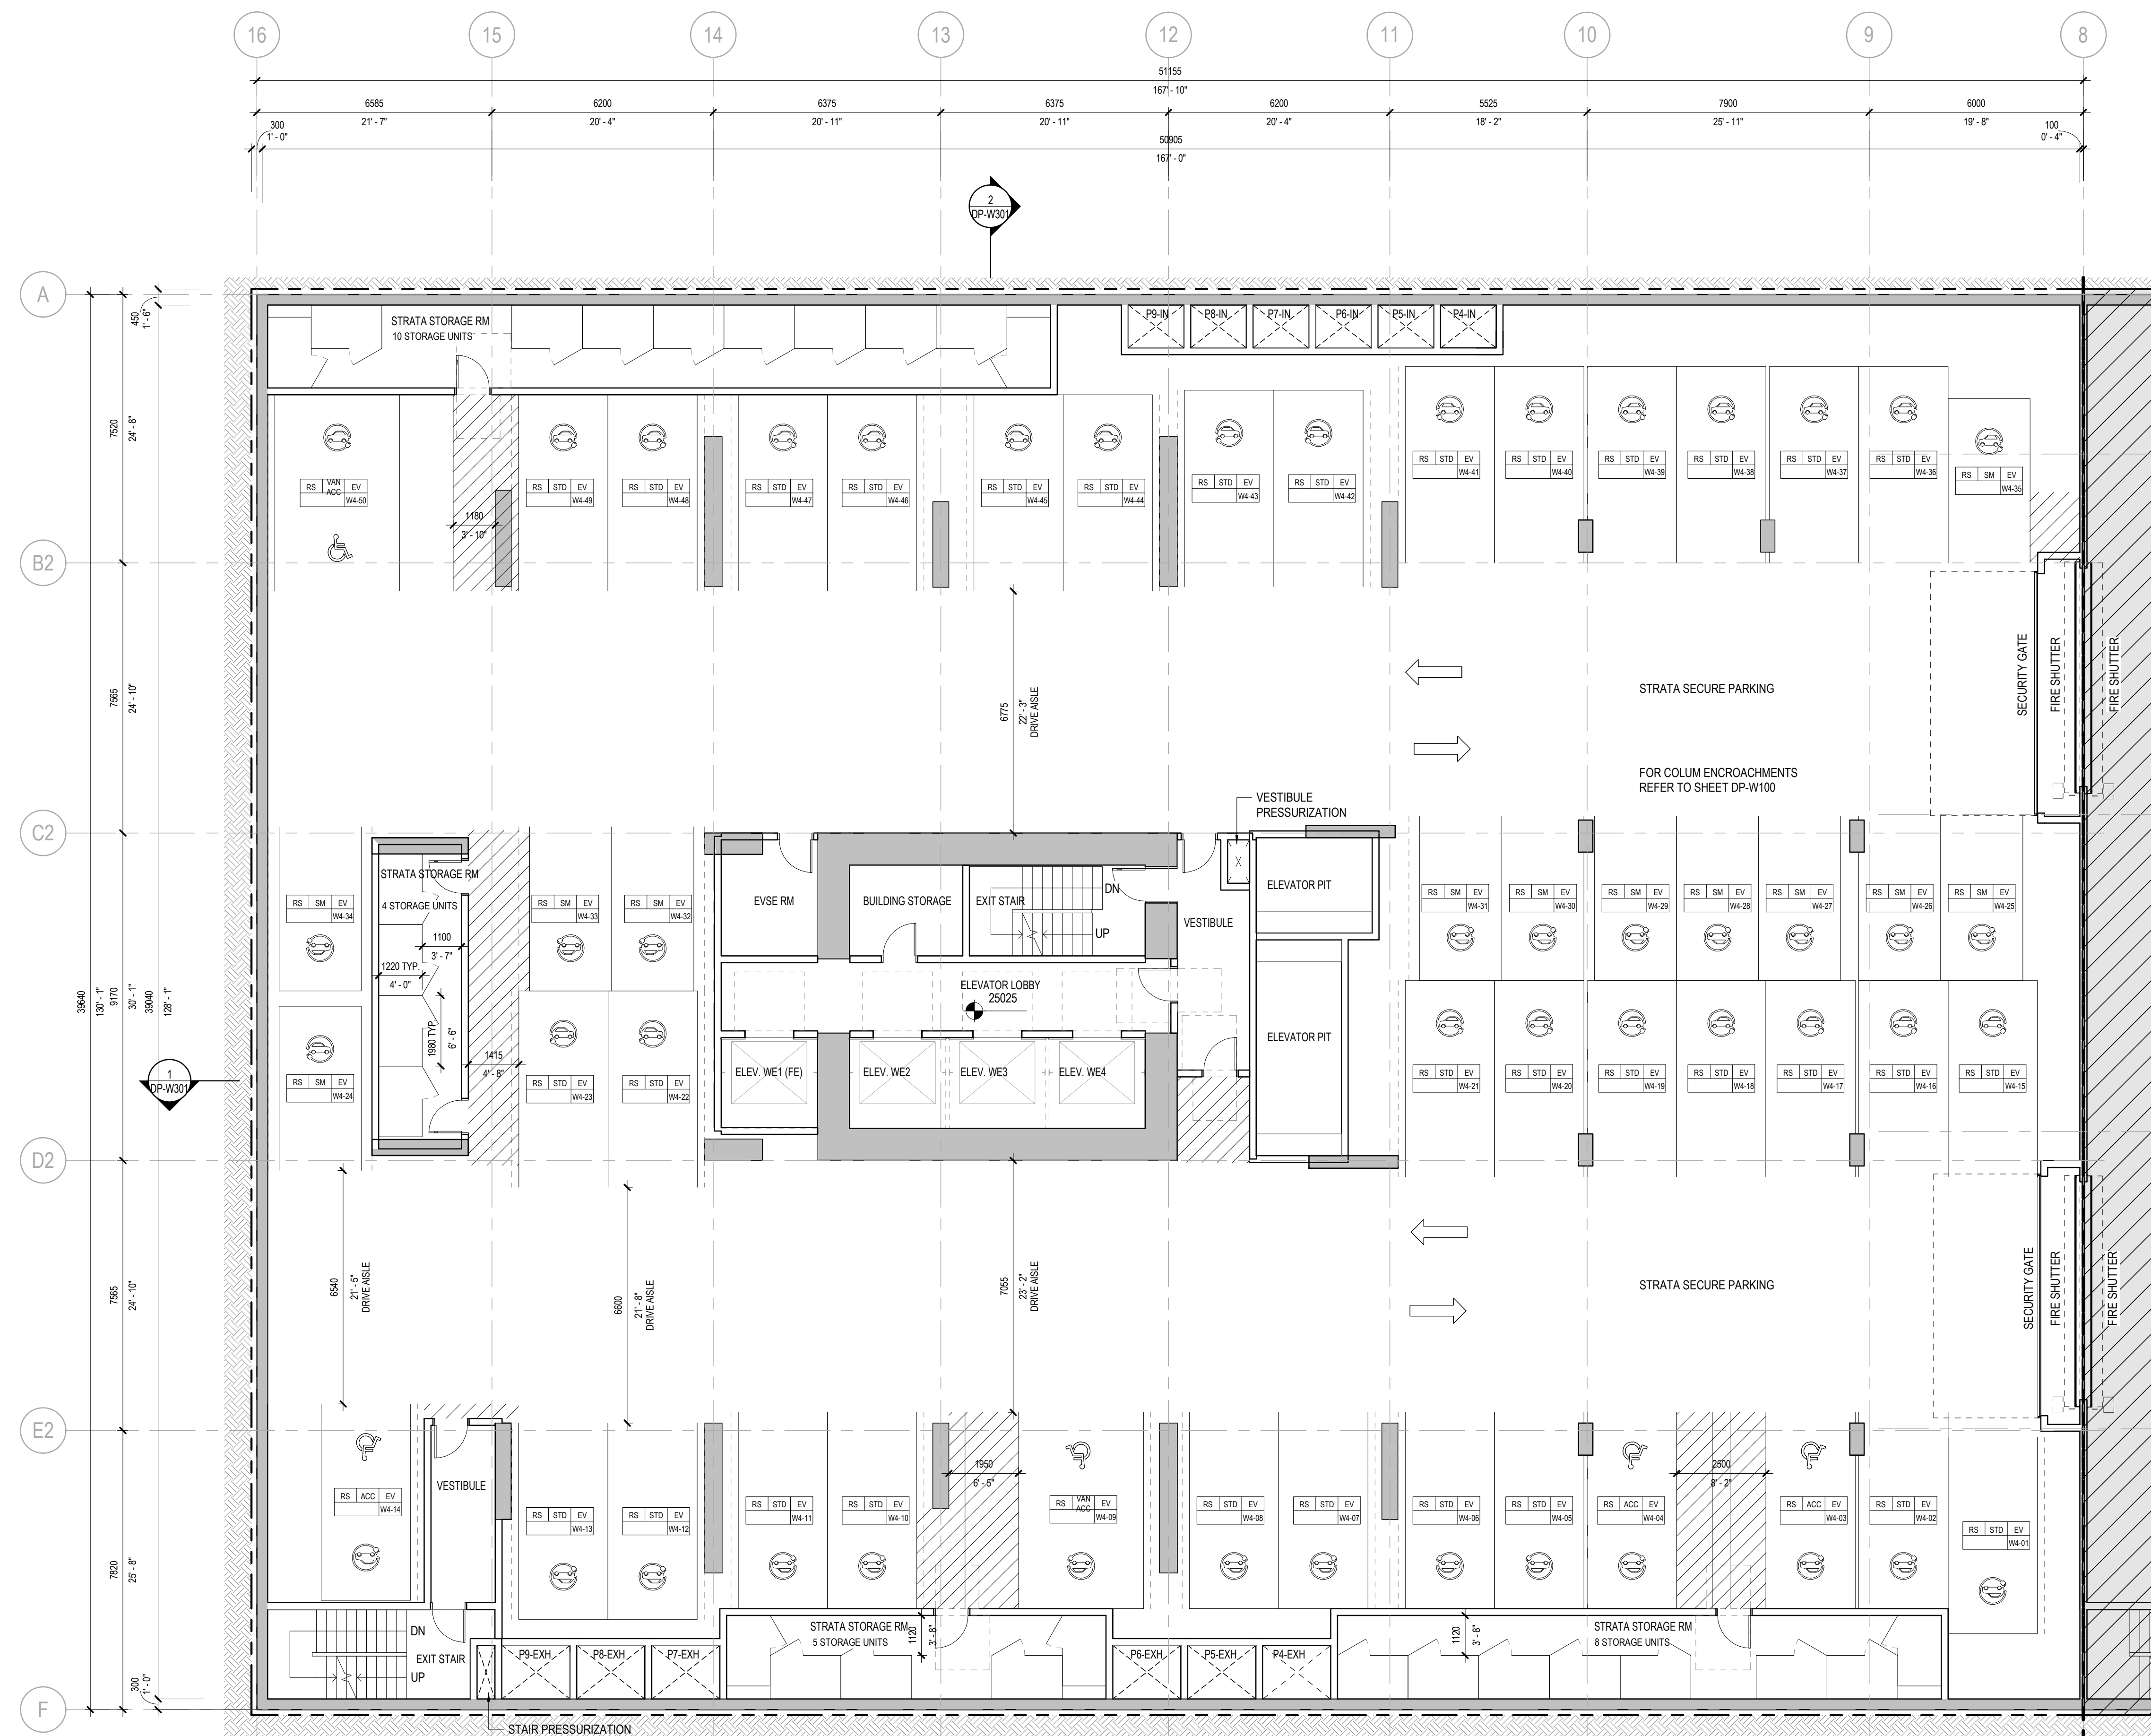 16 15 14 13 12 11 10 9 8
51155
167' - 10"
6585 6200 6375 6375 6200 5525 7900 6000
21' - 7" 20' - 4" 20' - 11" 20' - 11" 20' - 4" 18' - 2" 25' - 11" 19' - 8"
300
1' - 0"
100
0' - 4"
50905
167' - 0"
2
DP-W301
A
450
1' - 6"
STRATA STORAGE RM
10 STORAGE UNITS
P9-IN P8-IN P7-IN P6-IN P5-IN P4-IN
7520
24' - 8"
RS VAN ACC EV
W4-50
RS STD EV
W4-49
RS STD EV
W4-48
RS STD EV
W4-47
RS STD EV
W4-46
RS STD EV
W4-45
RS STD EV
W4-44
RS STD EV
W4-43
RS STD EV
W4-42
RS STD EV
W4-41
RS STD EV
W4-40
RS STD EV
W4-39
RS STD EV
W4-38
RS STD EV
W4-37
RS STD EV
W4-36
RS SM EV
W4-35
1180
3' - 10"
B2
7565
24' - 10"
6775
22' - 3"
DRIVE AISLE
STRATA SECURE PARKING
SECURITY GATE
FIRE SHUTTER
FIRE SHUTTER
FOR COLUM ENCROACHMENTS
REFER TO SHEET DP-W100
VESTIBULE
PRESSURIZATION
C2
STRATA STORAGE RM
4 STORAGE UNITS
RS SM EV
W4-34
RS SM EV
W4-33
RS SM EV
W4-32
EVSE RM
BUILDING STORAGE
EXIT STAIR
DN
UP
VESTIBULE
ELEVATOR PIT
RS SM EV
W4-31
RS SM EV
W4-30
RS SM EV
W4-29
RS SM EV
W4-28
RS SM EV
W4-27
RS SM EV
W4-26
RS SM EV
W4-25
1100
3' - 7"
1220 TYP.
4' - 0"
1980 TYP.
6' - 6"
1415
4' - 8"
39640
130' - 1"
9170
30' - 1"
39040
128' - 1"
ELEVATOR LOBBY
25025
ELEVATOR PIT
1
DP-W301
RS SM EV
W4-24
RS STD EV
W4-23
RS STD EV
W4-22
ELEV. WE1 (FE)
ELEV. WE2
ELEV. WE3
ELEV. WE4
RS STD EV
W4-21
RS STD EV
W4-20
RS STD EV
W4-19
RS STD EV
W4-18
RS STD EV
W4-17
RS STD EV
W4-16
RS STD EV
W4-15
D2
7565
24' - 10"
6540
21' - 5"
DRIVE AISLE
6600
21' - 8"
DRIVE AISLE
7055
23' - 2"
DRIVE AISLE
STRATA SECURE PARKING
SECURITY GATE
FIRE SHUTTER
FIRE SHUTTER
E2
7820
25' - 8"
RS ACC EV
W4-14
VESTIBULE
RS STD EV
W4-13
RS STD EV
W4-12
RS STD EV
W4-11
RS STD EV
W4-10
1950
6' - 5"
RS VAN ACC EV
W4-09
RS STD EV
W4-08
RS STD EV
W4-07
RS STD EV
W4-06
RS STD EV
W4-05
RS ACC EV
W4-04
2500
8' - 2"
RS ACC EV
W4-03
RS STD EV
W4-02
RS STD EV
W4-01
DN
EXIT STAIR
UP
P9-EXH P8-EXH P7-EXH
STRATA STORAGE RM
5 STORAGE UNITS
1120
3' - 8"
P6-EXH P5-EXH P4-EXH
1120
3' - 8"
STRATA STORAGE RM
8 STORAGE UNITS
300
1' - 0"
F
STAIR PRESSURIZATION